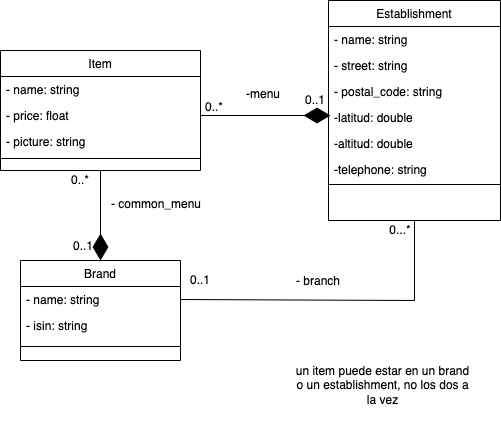 Establishment
- name: string
- street: string
- postal_code: string
-latitud: double
-altitud: double
-telephone: string
Item
- name: string
- price: float
- picture: string
-menu
0..*
0..1
0..*
- common_menu
0..1
0...*
Brand
- name: string
- isin: string
0..1
- branch
un item puede estar en un brand
o un establishment, no los dos a
la vez